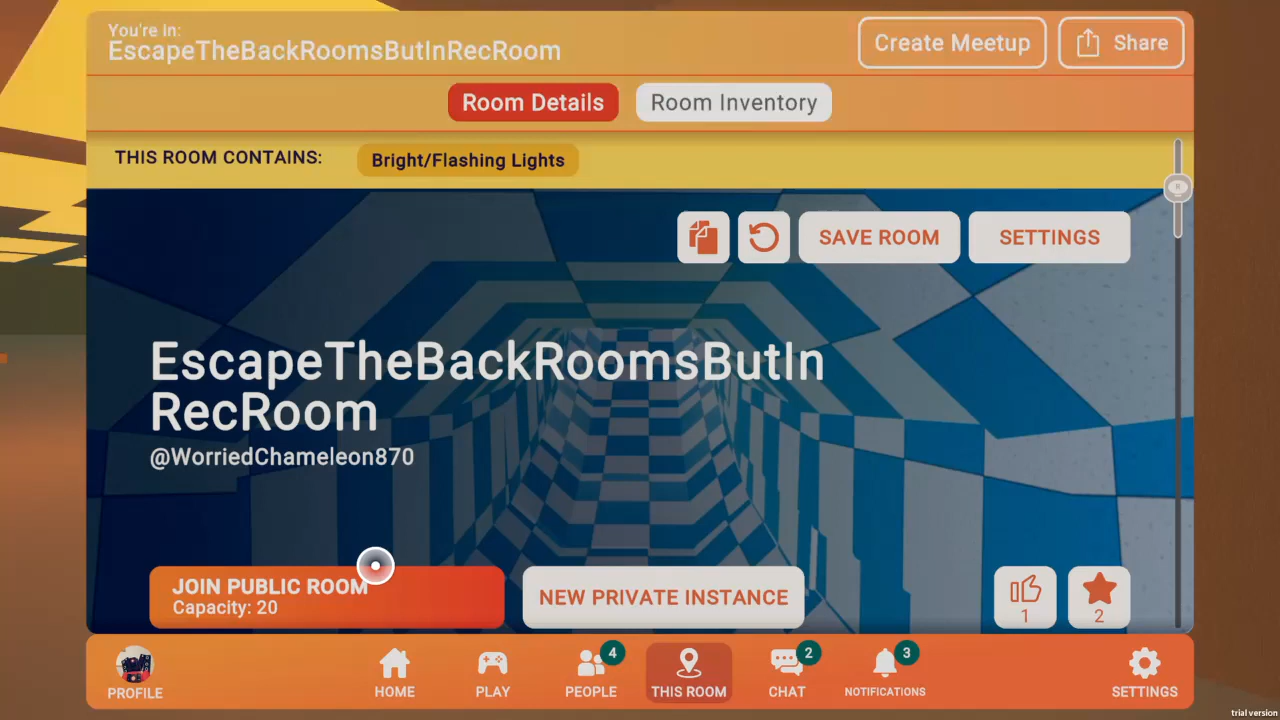 You're in:
EscapeTheBackRoomsButInRecRoom
Create Meetup
Share
Room Details
Room Inventory
THIS ROOM CONTAINS:
Bright/Flashing Lights
SAVE ROOM
SETTINGS
EscapeTheBackRoomsButIn
RecRoom
@WorriedChameleon870
JOIN PUBLIC ROOM
Capacity: 20
NEW PRIVATE INSTANCE
1
2
PROFILE
HOME
PLAY
4
PEOPLE
THIS ROOM
2
CHAT
3
NOTIFICATIONS
SETTINGS
trial version